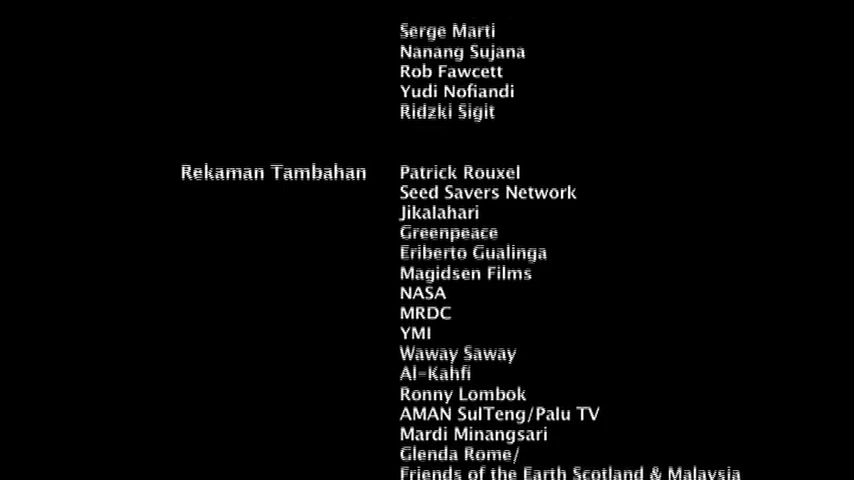 Serge Marti
Nanang Sujana
Rob Fawcett
Yudi Nofiandi
Ridzki Sigit
Rekaman Tambahan Patrick Rouxel
Seed Savers Network
Jikalahari
Greenpeace
Eriberto Gualinga
Magidsen Films
NASA
MRDC
YMI
Waway Saway
Al-Kahfi
Ronny Lombok
AMAN SulTeng/Palu TV
Mardi Minangsari
Glenda Rome/
Friends of the Earth Scotland & Malaysia